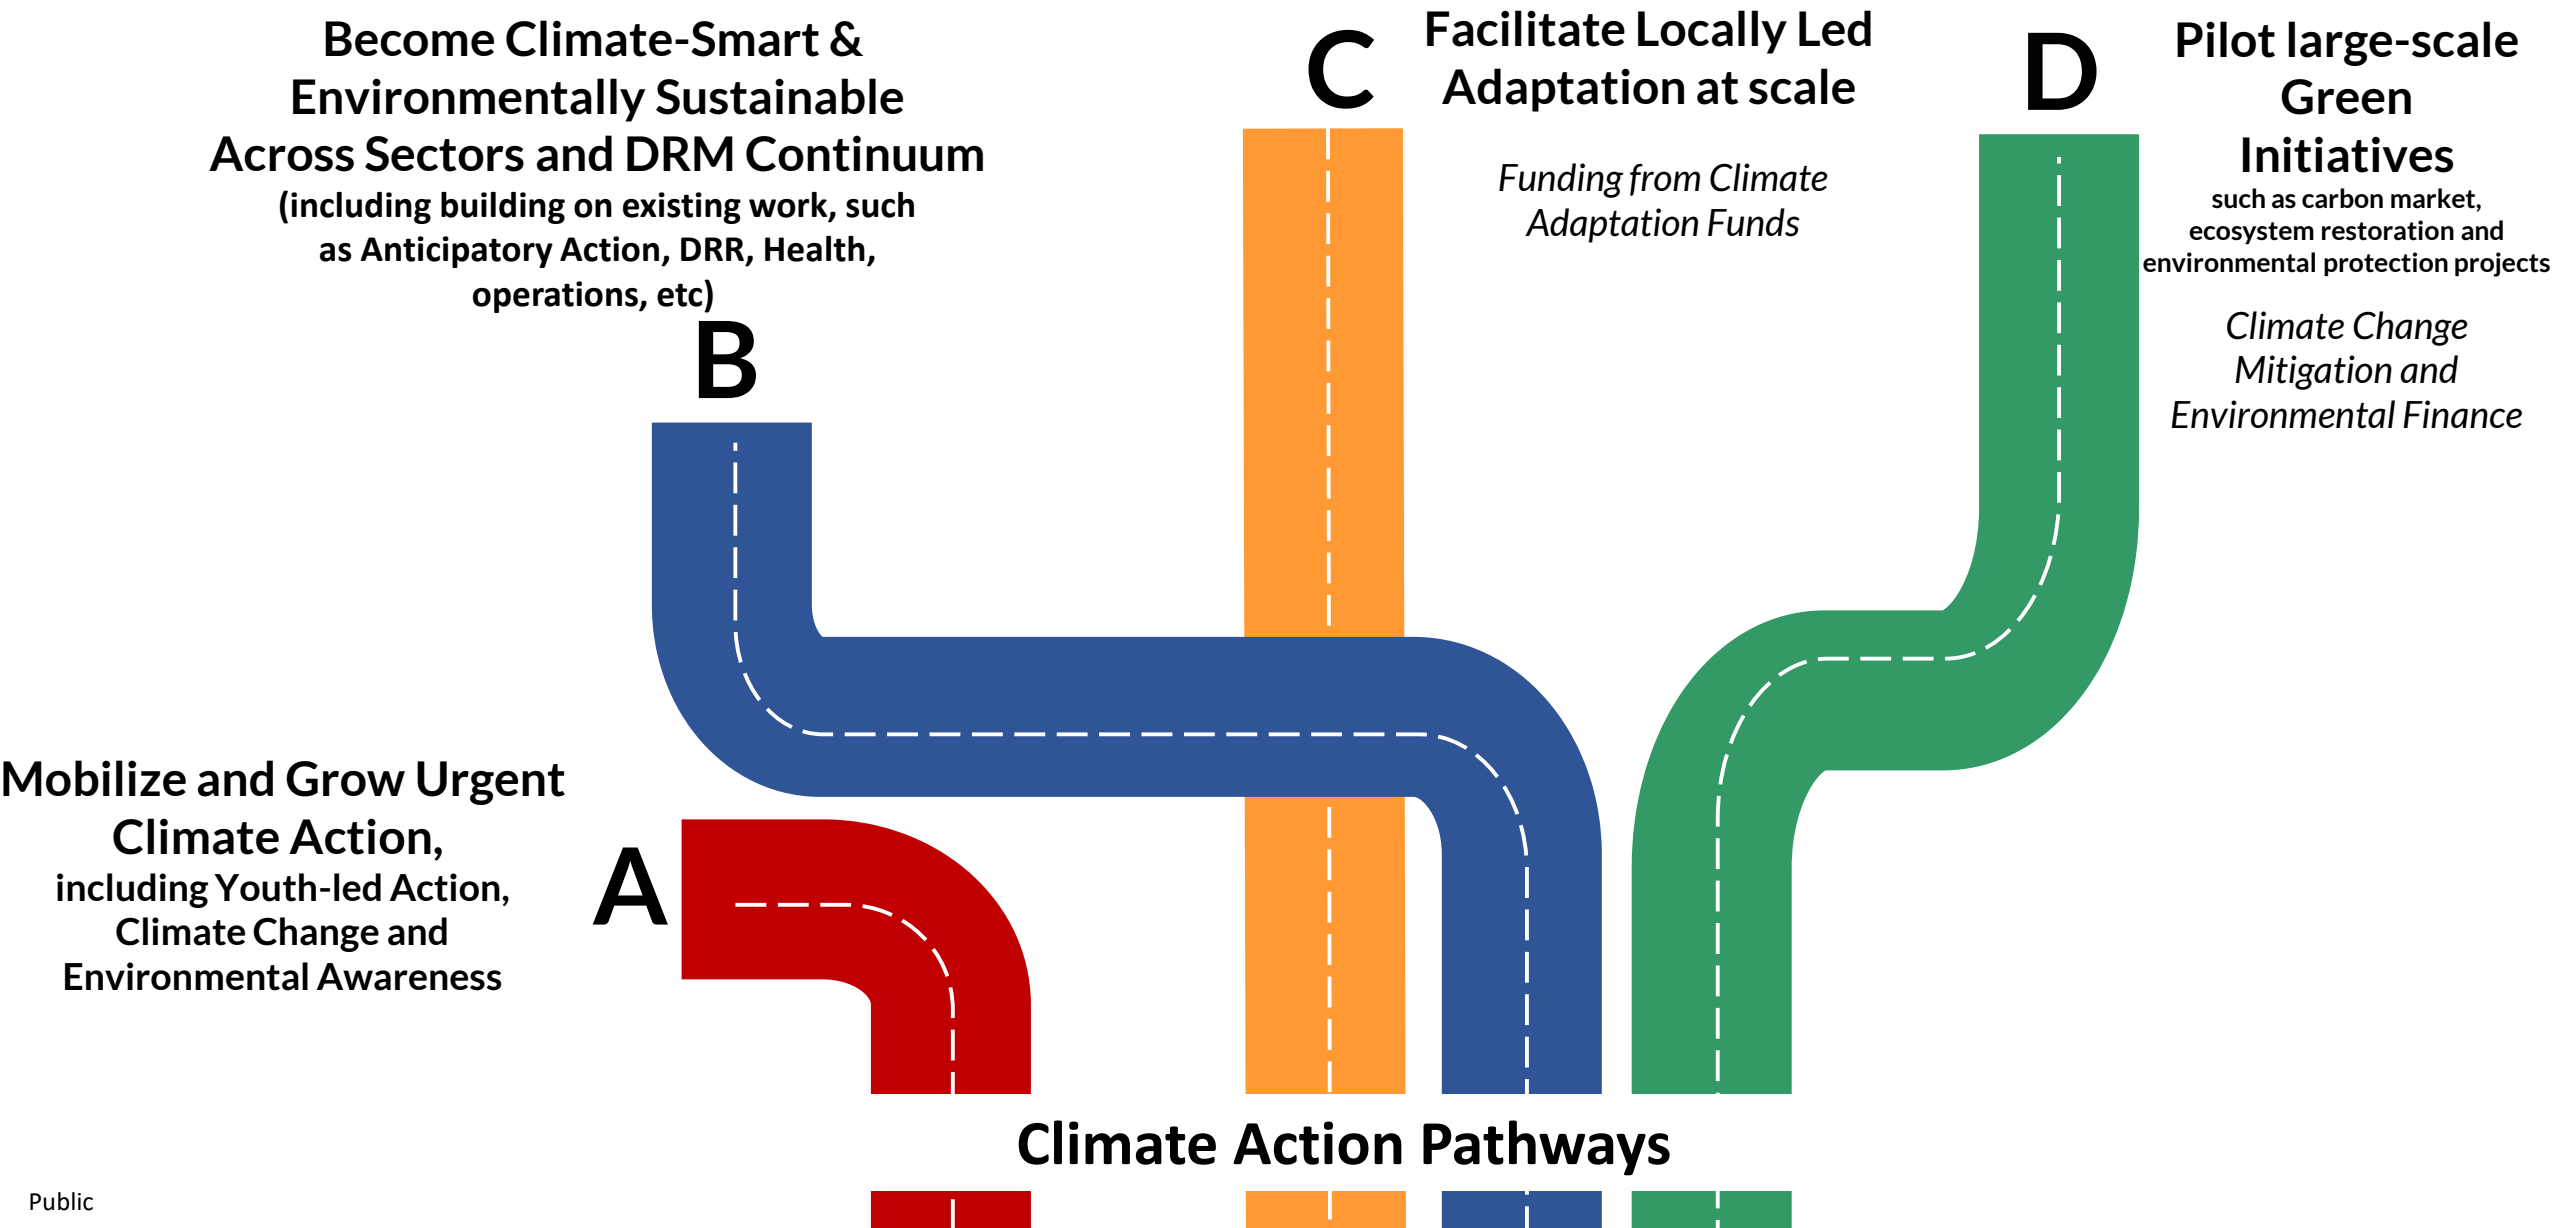 Become Climate-Smart &
Environmentally Sustainable
Across Sectors and DRM Continuum
(including building on existing work, such
as Anticipatory Action, DRR, Health,
operations, etc)
B
C
Facilitate Locally Led
Adaptation at scale
Funding from Climate
Adaptation Funds
D
Pilot large-scale
Green
Initiatives
such as carbon market,
ecosystem restoration and
environmental protection projects
Climate Change
Mitigation and
Environmental Finance
Mobilize and Grow Urgent
Climate Action,
including Youth-led Action,
Climate Change and
Environmental Awareness
A
Climate Action Pathways
Public